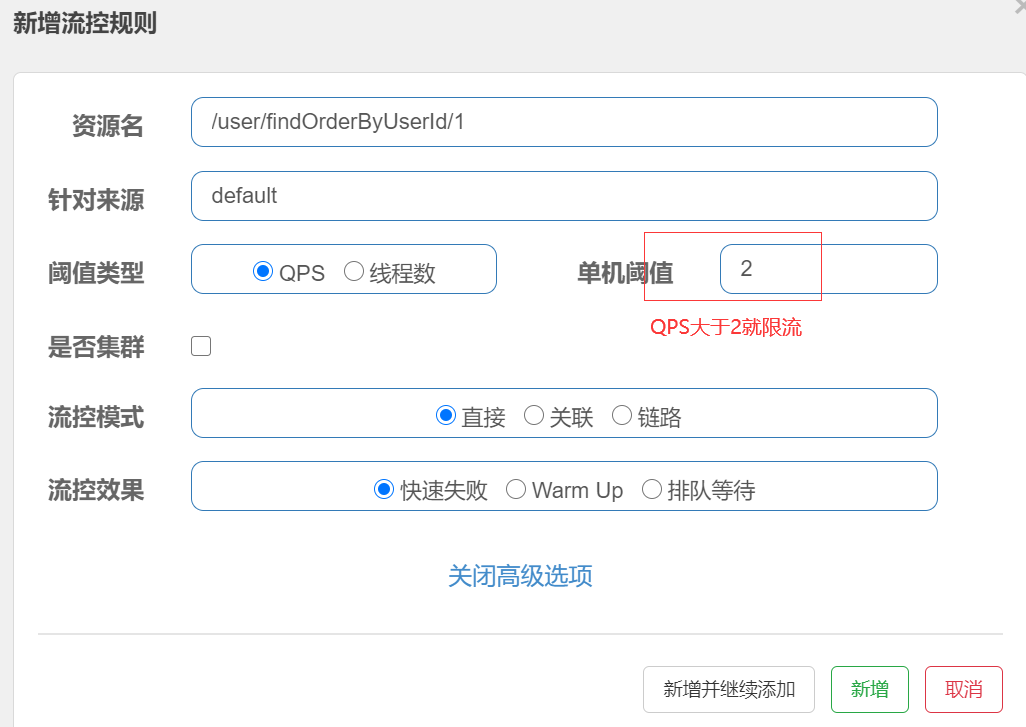 新增流控规则
资源名 /user/findOrderByUserId/1
针对来源 default
阈值类型 QPS 线程数 单机阈值 2
QPS大于2就限流
是否集群
流控模式 直接 关联 链路
流控效果 快速失败 Warm Up 排队等待
关闭高级选项
新增并继续添加 新增 取消